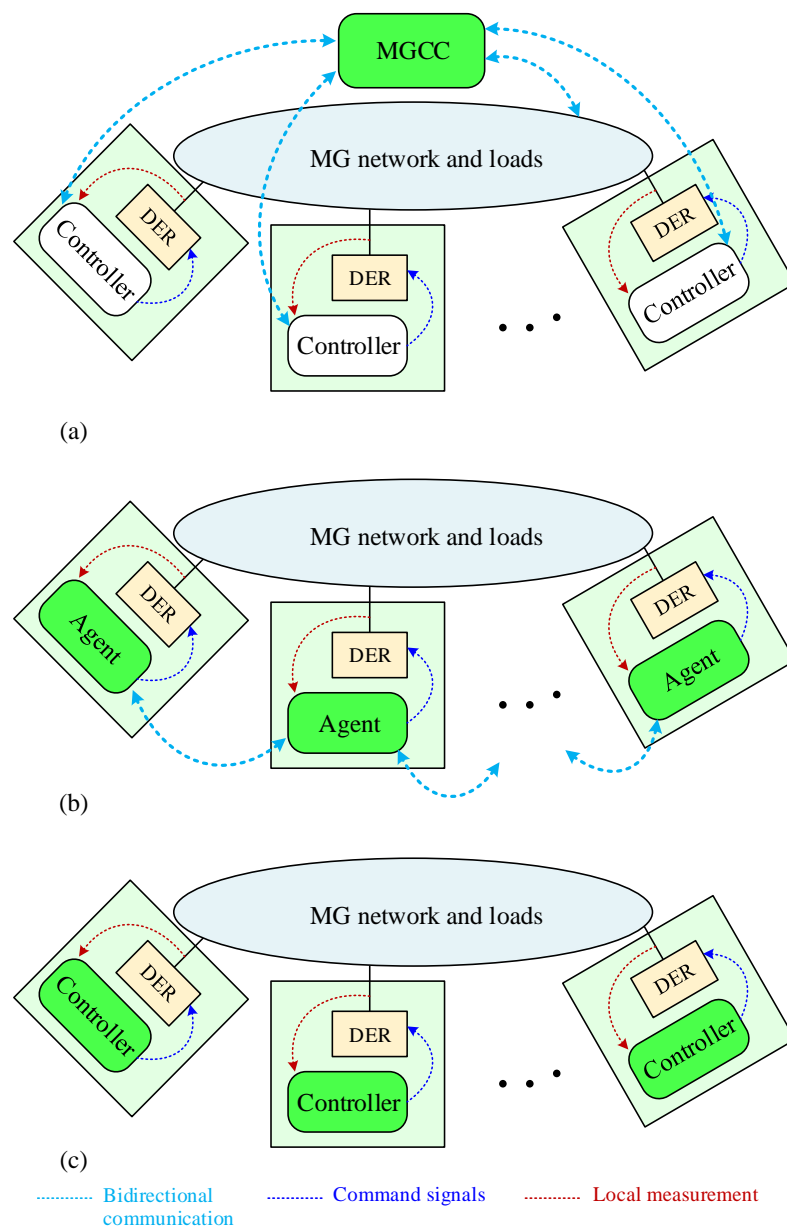 MGCC
MG network and loads
DER
Controller
DER
Controller
DER
Controller
(a)
MG network and loads
DER
Agent
DER
Agent
DER
Agent
(b)
MG network and loads
DER
Controller
DER
Controller
DER
Controller
(c)
Bidirectional
communication
Command signals
Local measurement